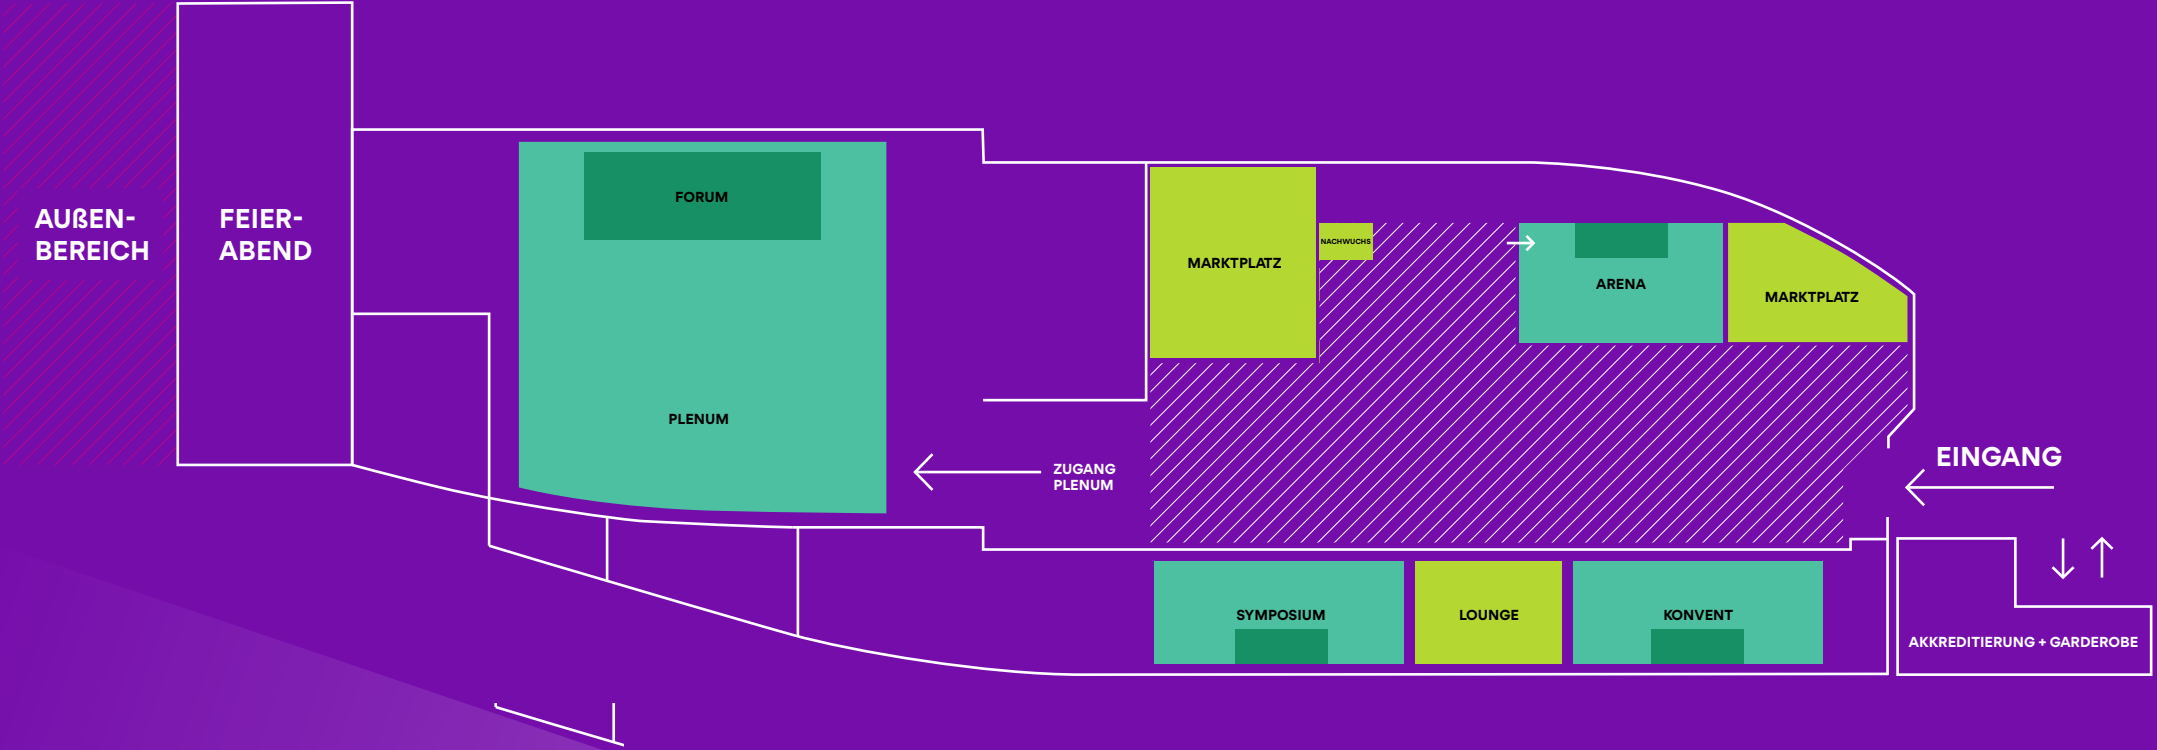 AUßEN-
BEREICH
FEIER-
ABEND
FORUM
PLENUM
ZUGANG
PLENUM
MARKTPLATZ
NACHWUCHS
ARENA
MARKTPLATZ
EINGANG
SYMPOSIUM
LOUNGE
KONVENT
AKKREDITIERUNG + GARDEROBE